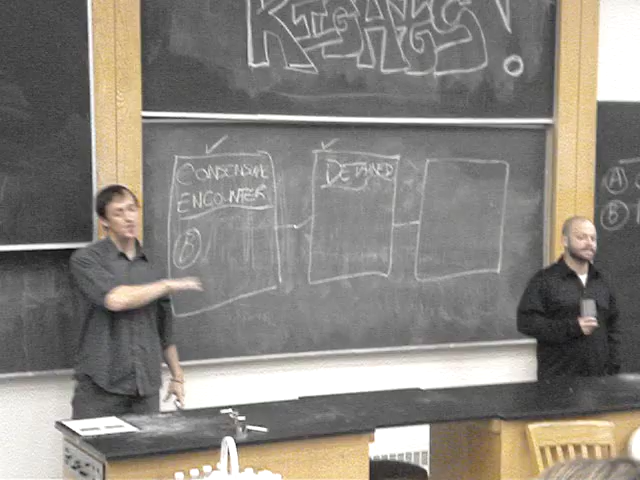 RIGHTS!
CONSENSUAL
ENCOUNTER
B
DETAINED
A
B